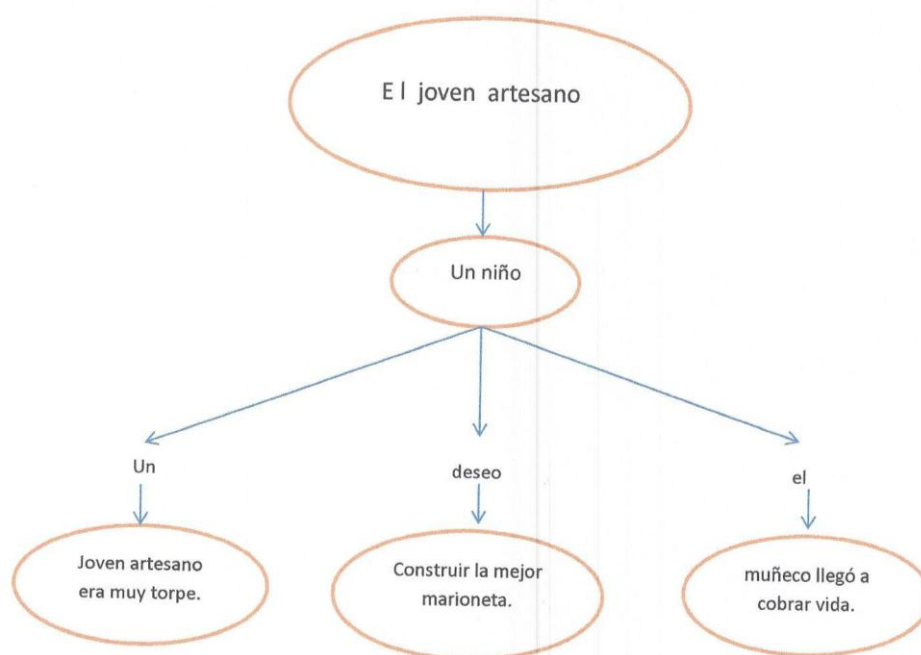 E l joven artesano
Un niño
Un
deseo
el
Joven artesano
era muy torpe.
Construir la mejor
marioneta.
muñeco llegó a
cobrar vida.